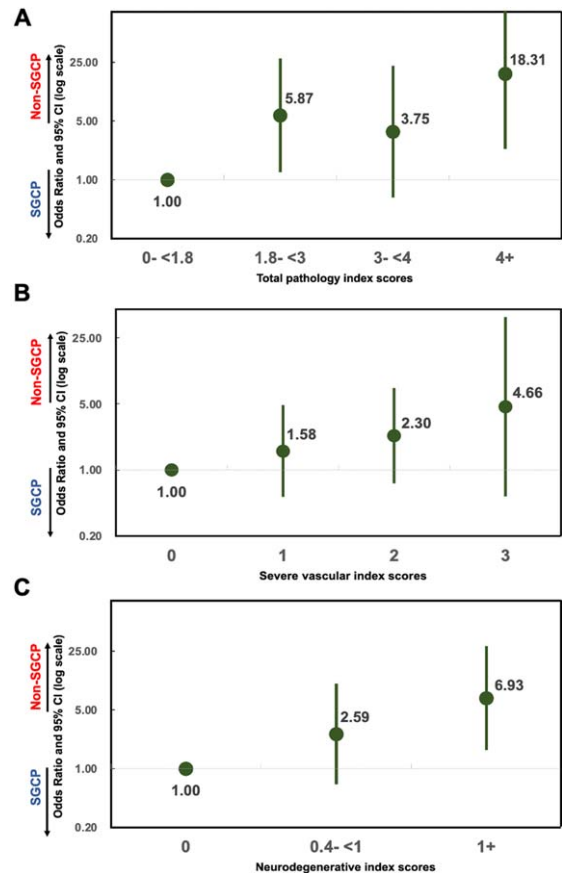 A
Non-SGCP
SGCP
Odds Ratio and 95% CI (log scale)
25.00
5.00
1.00
0.20
5.87
3.75
18.31
1.00
0- <1.8
1.8- <3
3- <4
4+
Total pathology index scores
B
Non-SGCP
SGCP
Odds Ratio and 95% CI (log scale)
25.00
5.00
1.00
0.20
1.58
2.30
4.66
1.00
0
1
2
3
Severe vascular index scores
C
Non-SGCP
SGCP
Odds Ratio and 95% CI (log scale)
25.00
5.00
1.00
0.20
2.59
6.93
1.00
0
0.4- <1
1+
Neurodegenerative index scores